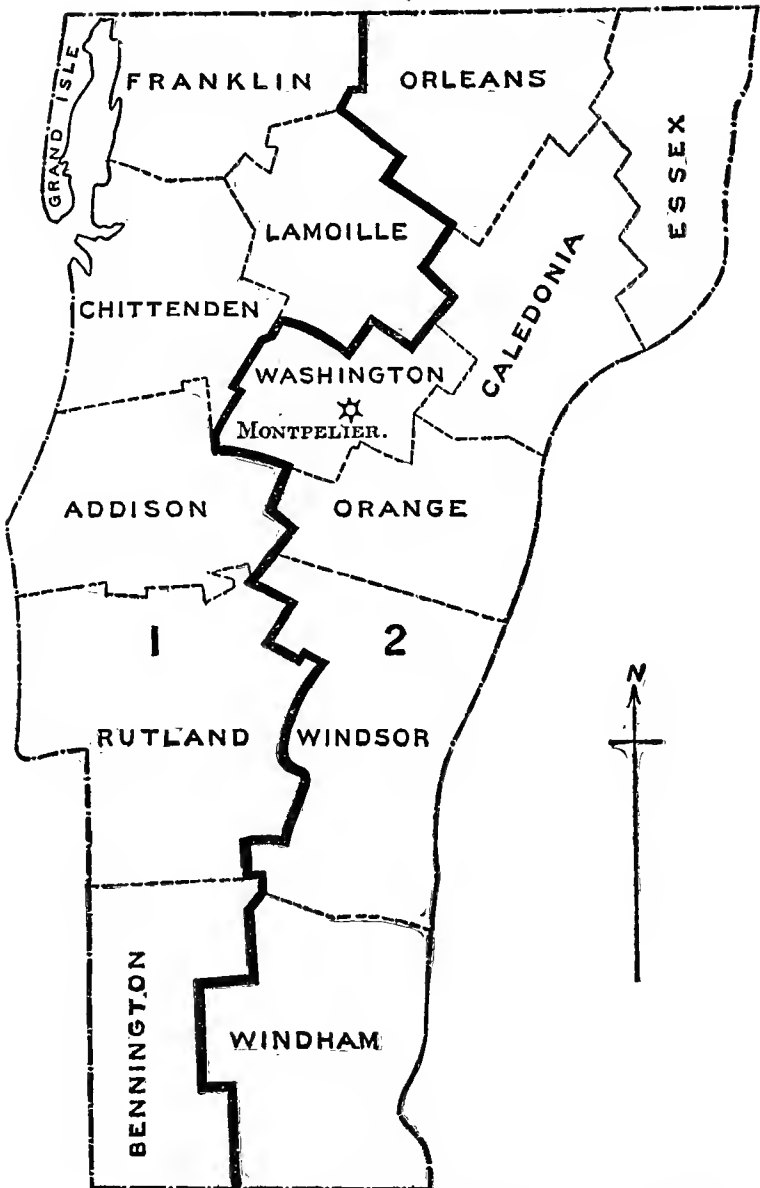 GRAND ISLE
FRANKLIN
ORLEANS
ESSEX
LAMOILLE
CHITTENDEN
CALEDONIA
WASHINGTON
MONTPELIER.
ADDISON
ORANGE
1
2
RUTLAND
WINDSOR
N
BENNINGTON
WINDHAM